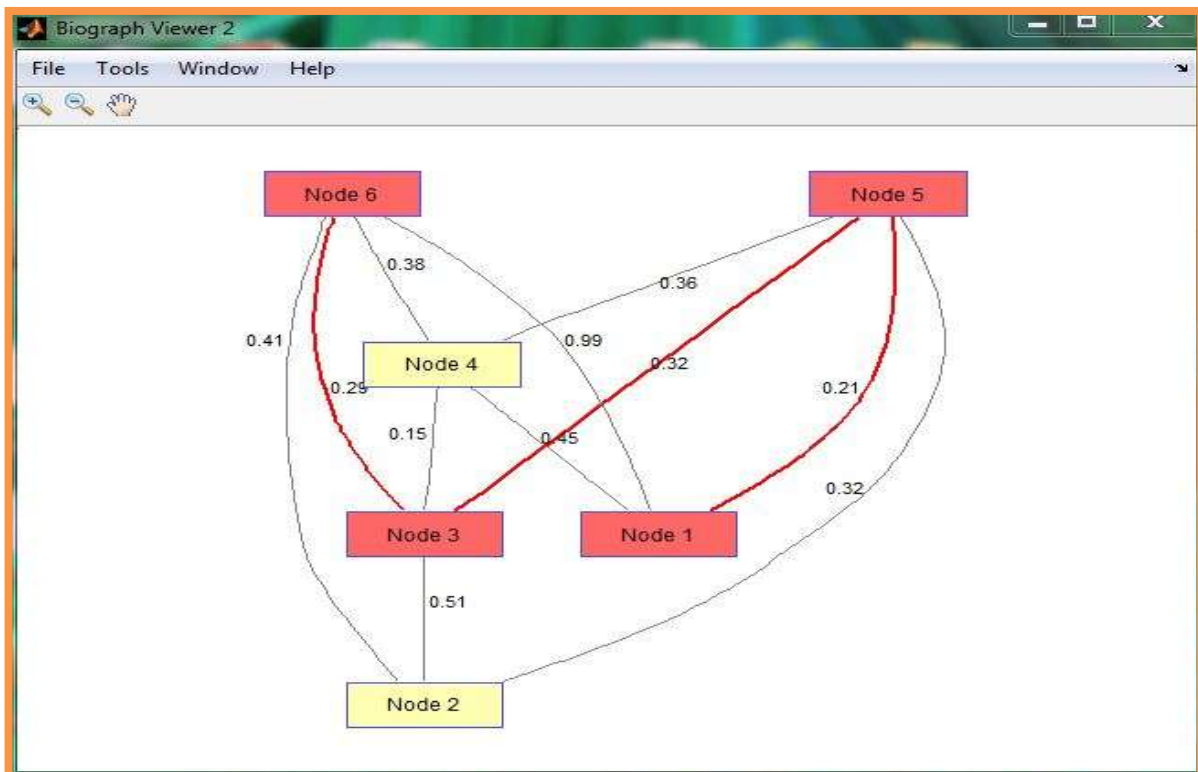 Biograph Viewer 2
File Tools Window Help
Node 6
Node 5
0.38
0.36
0.41
0.99
Node 4
0.32
0.29
0.21
0.15
0.45
0.32
Node 3
Node 1
0.51
Node 2